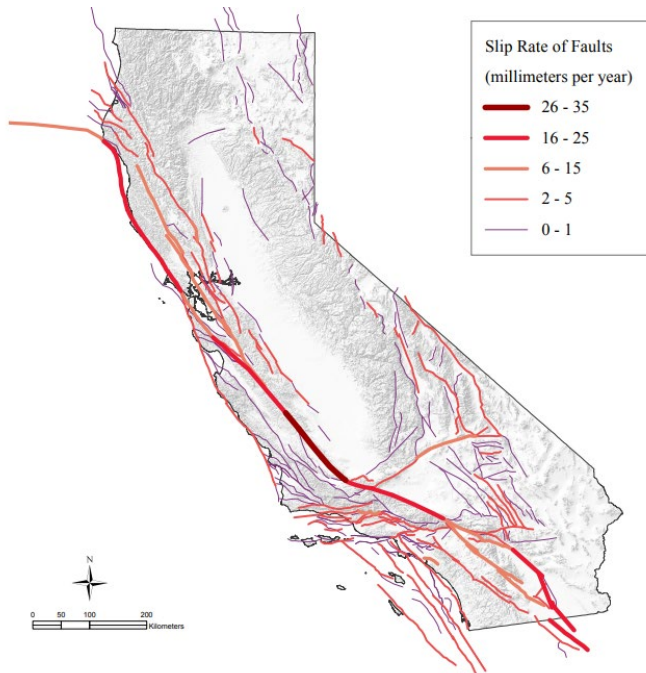 Slip Rate of Faults
(millimeters per year)
26 - 35
16 - 25
6 - 15
2 - 5
0 - 1
N
0 50 100 200
Kilometers